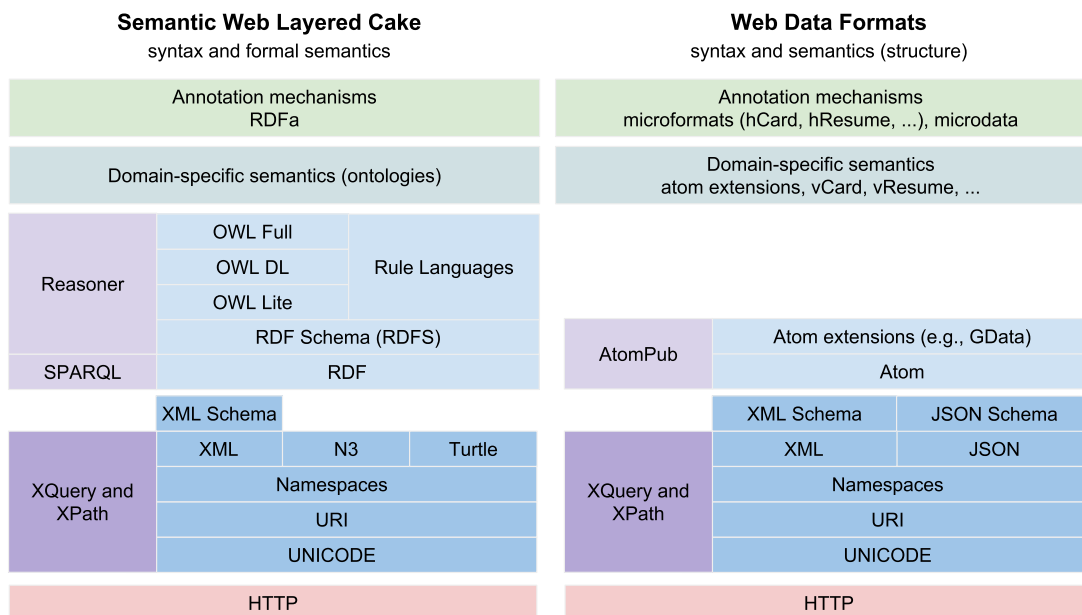 Semantic Web Layered Cake
syntax and formal semantics
Annotation mechanisms
RDFa
Domain-specific semantics (ontologies)
Reasoner
OWL Full
OWL DL
OWL Lite
Rule Languages
RDF Schema (RDFS)
SPARQL
RDF
XML Schema
XQuery and
XPath
XML
N3
Turtle
Namespaces
URI
UNICODE
HTTP
Web Data Formats
syntax and semantics (structure)
Annotation mechanisms
microformats (hCard, hResume, ...), microdata
Domain-specific semantics
atom extensions, vCard, vResume, ...
AtomPub
Atom extensions (e.g., GData)
Atom
XML Schema
JSON Schema
XQuery and
XPath
XML
JSON
Namespaces
URI
UNICODE
HTTP